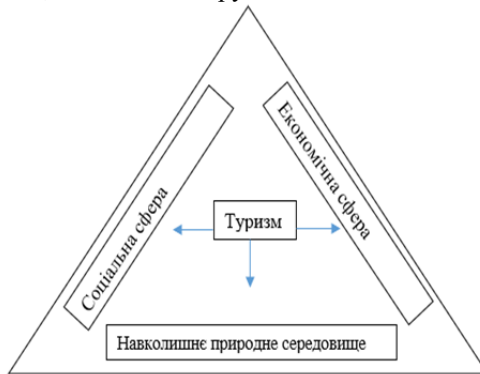 Соціальна сфера
Економічна сфера
Туризм
Навколишнє природне середовище